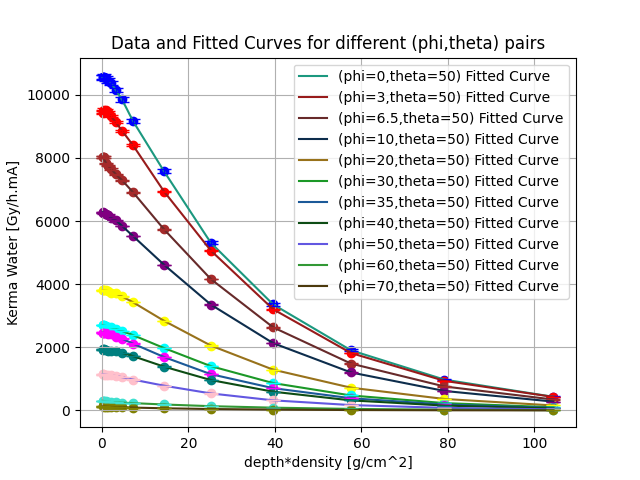 Data and Fitted Curves for different (phi,theta) pairs
(phi=0,theta=50) Fitted Curve
(phi=3,theta=50) Fitted Curve
(phi=6.5,theta=50) Fitted Curve
(phi=10,theta=50) Fitted Curve
(phi=20,theta=50) Fitted Curve
(phi=30,theta=50) Fitted Curve
(phi=35,theta=50) Fitted Curve
(phi=40,theta=50) Fitted Curve
(phi=50,theta=50) Fitted Curve
(phi=60,theta=50) Fitted Curve
(phi=70,theta=50) Fitted Curve
Kerma Water [Gy/h.mA]
10000
8000
6000
4000
2000
0
0 20 40 60 80 100
depth*density [g/cm^2]